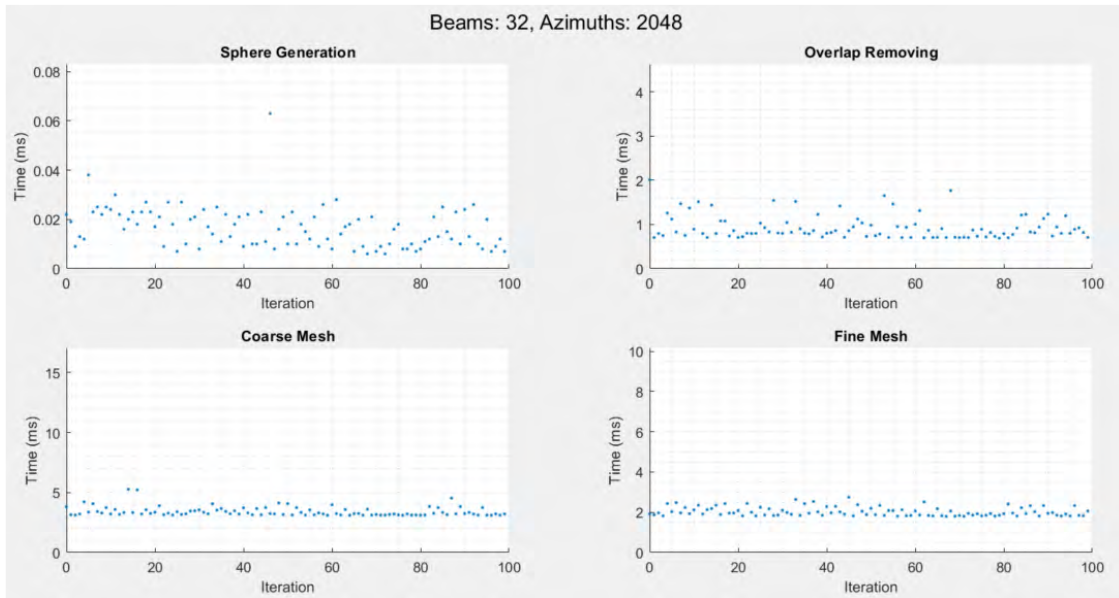 Beams: 32, Azimuths: 2048
Sphere Generation
0.08
0.06
0.04
0.02
0
Time (ms)
0 20 40 60 80 100
Iteration
Overlap Removing
4
3
2
1
0
Time (ms)
0 20 40 60 80 100
Iteration
Coarse Mesh
15
10
5
0
Time (ms)
0 20 40 60 80 100
Iteration
Fine Mesh
10
8
6
4
2
0
Time (ms)
0 20 40 60 80 100
Iteration